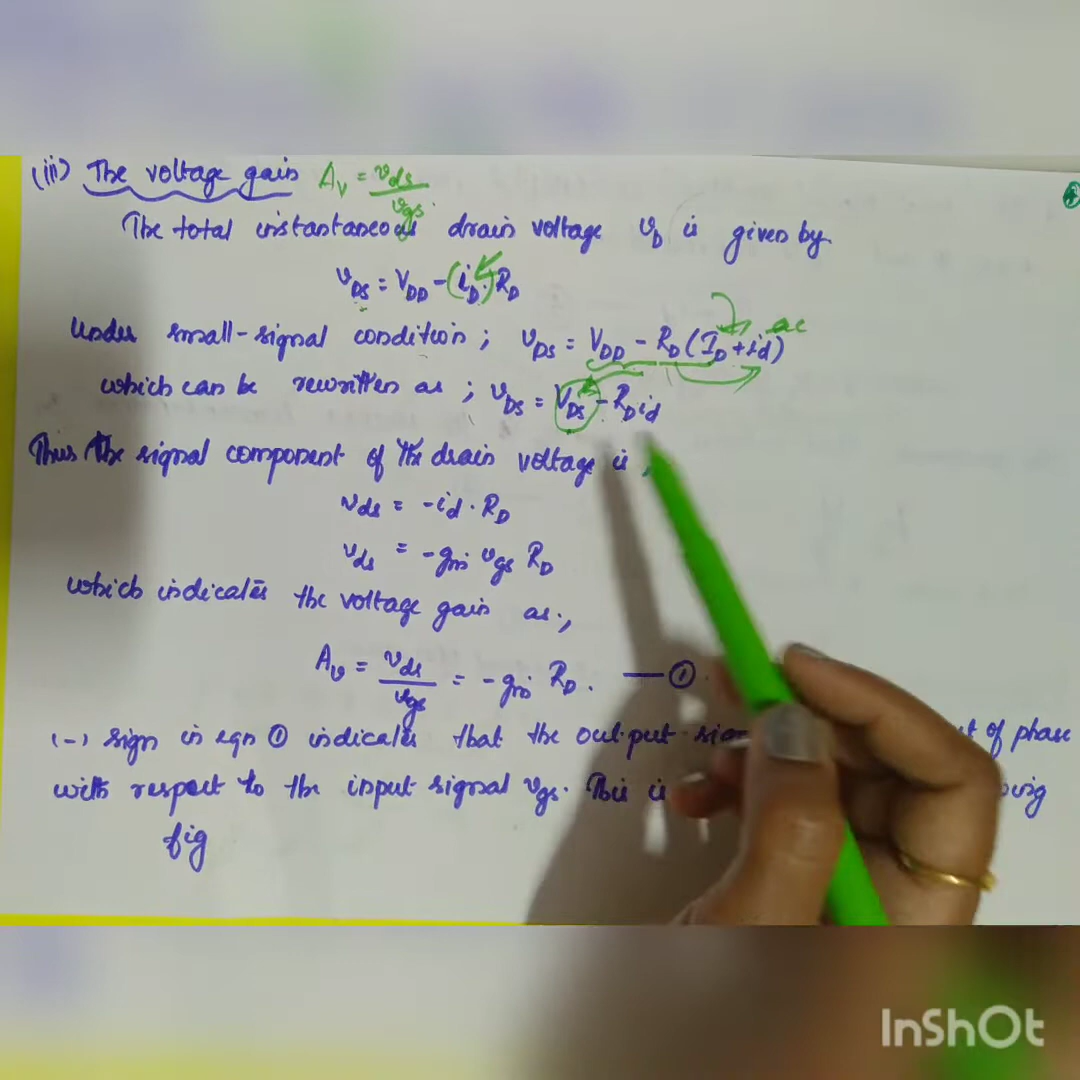 (iii) The voltage gain Av = vds/vgs
The total instantaneous drain voltage vD is given by
vDS = VDD - (iD.) RD
under small-signal condition; vDS = VDD - RD (ID + id) ac
which can be rewritten as; vDS = VDS - RD id
Thus the signal component of the drain voltage is,
vds = -id . RD
vds = -gm vgs RD
which indicates the voltage gain as.,
Av = vds/vgs = -gm RD. — ①
(-) sign in eqn ① indicates that the output of phase
with respect to the input signal vgs. This is
fig
InShOt